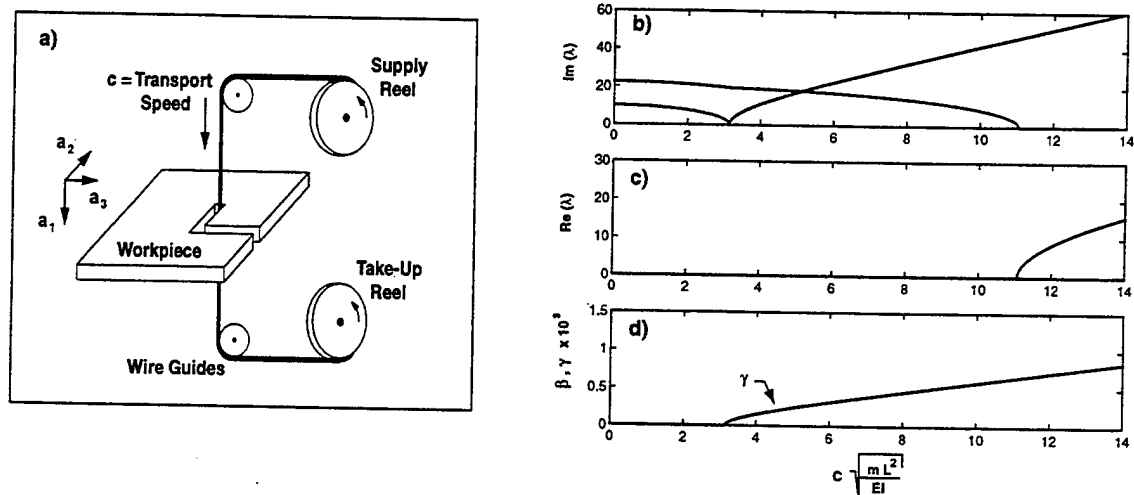 a)
c = Transport
Speed
Supply
Reel
a₂
a₃
a₁
Workpiece
Take-Up
Reel
Wire Guides
b)
Im (λ)
60
40
20
0
0 2 4 6 8 10 12 14
c)
Re (λ)
30
20
10
0
0 2 4 6 8 10 12 14
d)
β , γ x 10³
1.5
1
0.5
0
γ
0 2 4 6 8 10 12 14
c √ mL²
EI